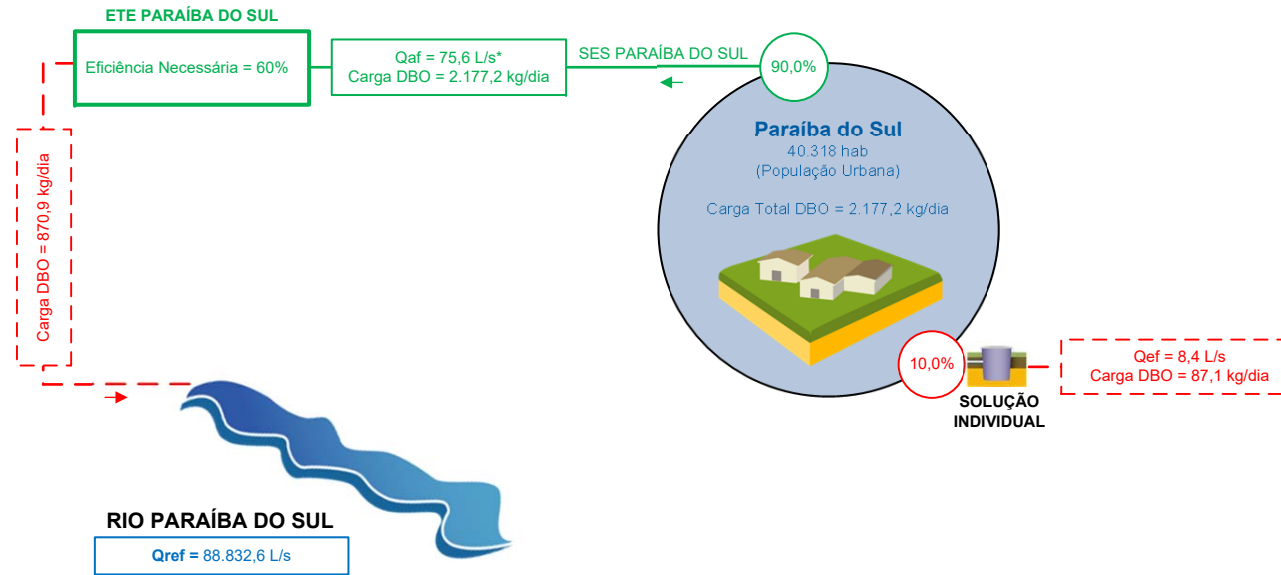 ETE PARAÍBA DO SUL
Eficiência Necessária = 60%
Qaf = 75,6 L/s*
Carga DBO = 2.177,2 kg/dia
SES PARAÍBA DO SUL
90,0%
Paraíba do Sul
40.318 hab
(População Urbana)
Carga Total DBO = 2.177,2 kg/dia
Carga DBO = 870,9 kg/dia
10,0%
SOLUÇÃO
INDIVIDUAL
Qef = 8,4 L/s
Carga DBO = 87,1 kg/dia
RIO PARAÍBA DO SUL
Qref = 88.832,6 L/s